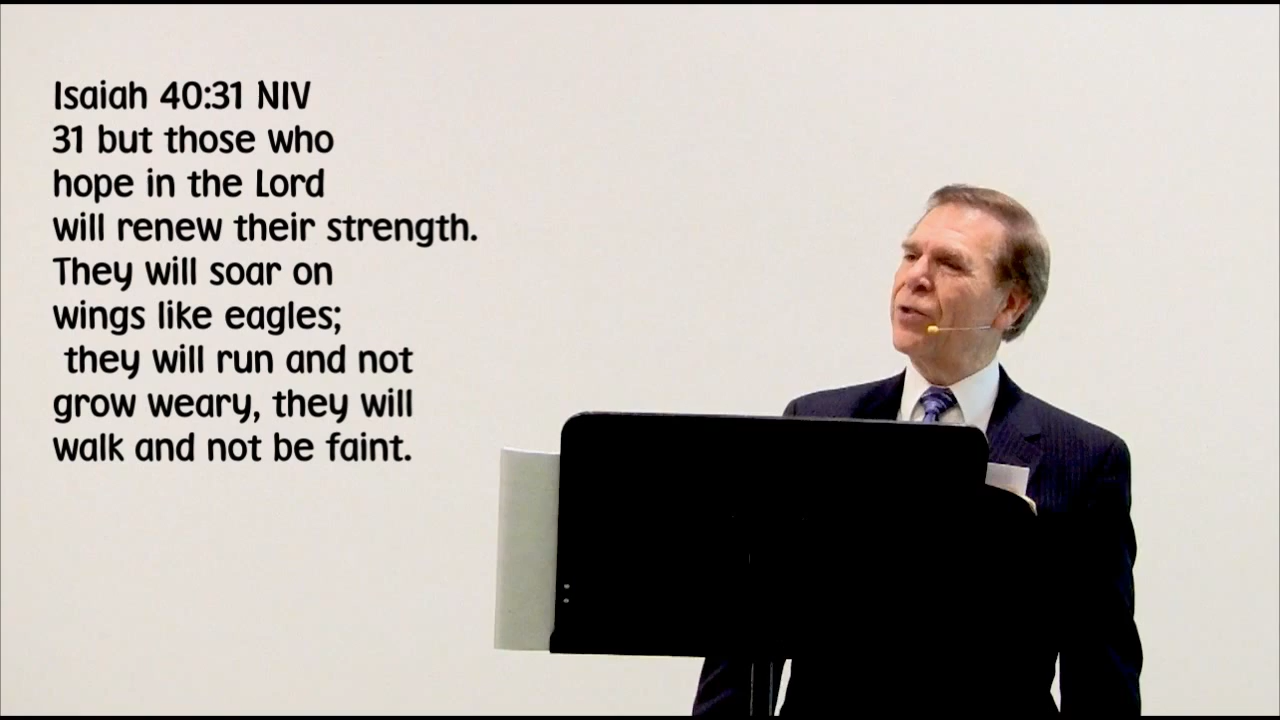 Isaiah 40:31 NIV
31 but those who
hope in the Lord
will renew their strength.
They will soar on
wings like eagles;
they will run and not
grow weary, they will
walk and not be faint.